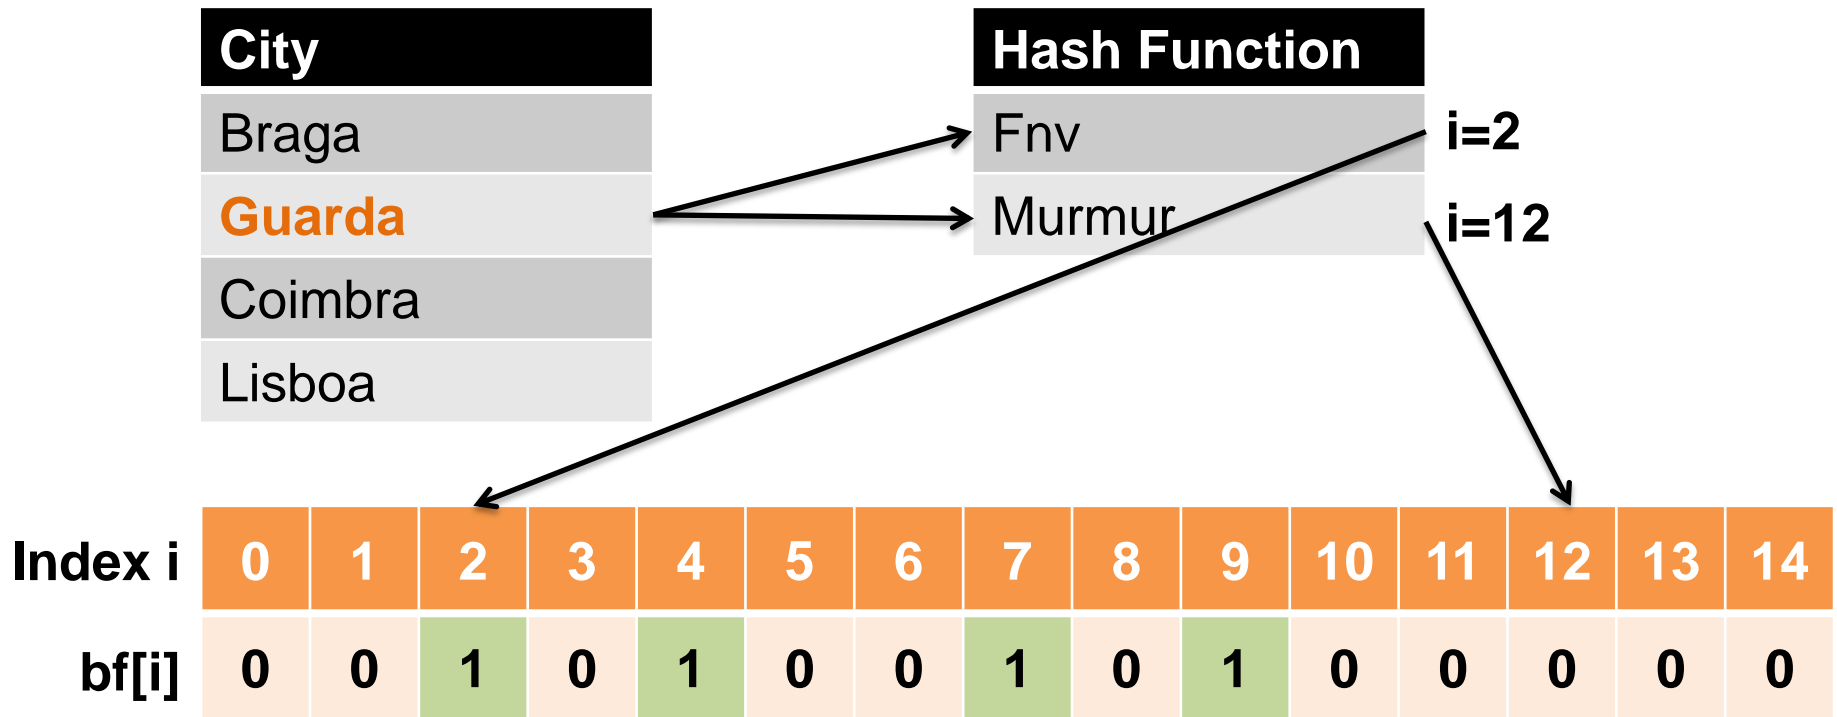 City
Braga
Guarda
Coimbra
Lisboa
Hash Function
Fnv
Murmur
i=2
i=12
Index i 0 1 2 3 4 5 6 7 8 9 10 11 12 13 14
bf[i] 0 0 1 0 1 0 0 1 0 1 0 0 0 0 0